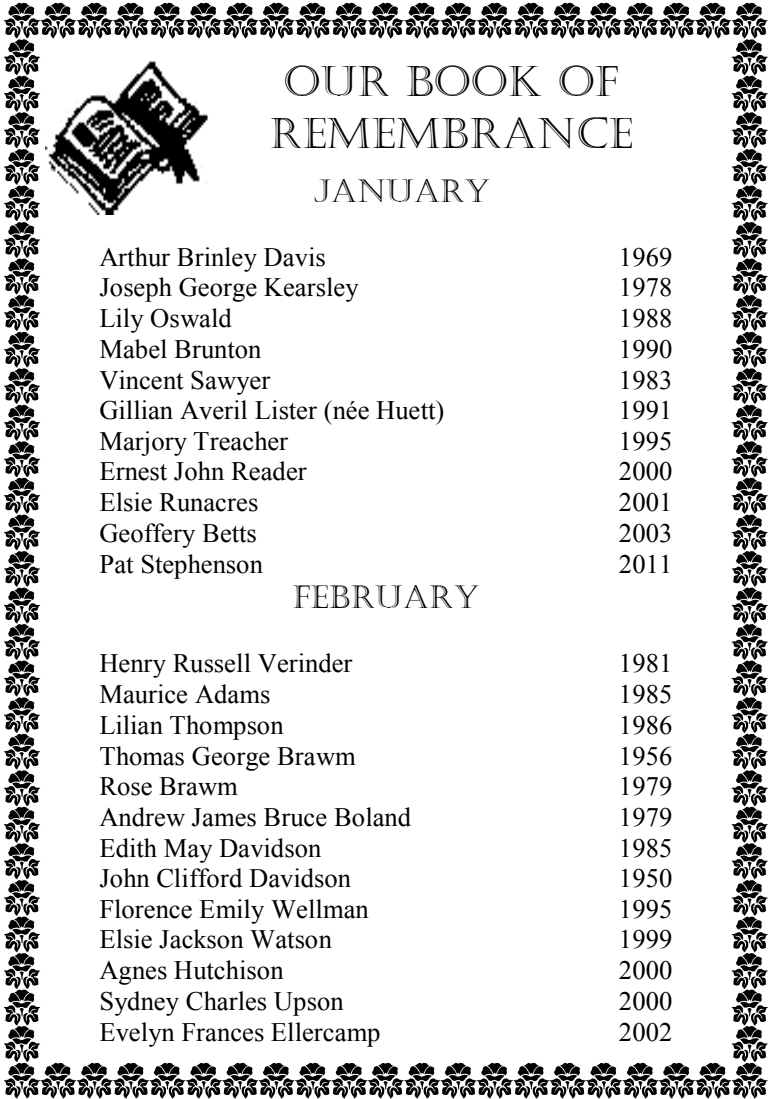 OUR BOOK OF
REMEMBRANCE
JANUARY
Arthur Brinley Davis 1969
Joseph George Kearsley 1978
Lily Oswald 1988
Mabel Brunton 1990
Vincent Sawyer 1983
Gillian Averil Lister (née Huett) 1991
Marjory Treacher 1995
Ernest John Reader 2000
Elsie Runacres 2001
Geoffery Betts 2003
Pat Stephenson 2011
FEBRUARY
Henry Russell Verinder 1981
Maurice Adams 1985
Lilian Thompson 1986
Thomas George Brawm 1956
Rose Brawm 1979
Andrew James Bruce Boland 1979
Edith May Davidson 1985
John Clifford Davidson 1950
Florence Emily Wellman 1995
Elsie Jackson Watson 1999
Agnes Hutchison 2000
Sydney Charles Upson 2000
Evelyn Frances Ellercamp 2002